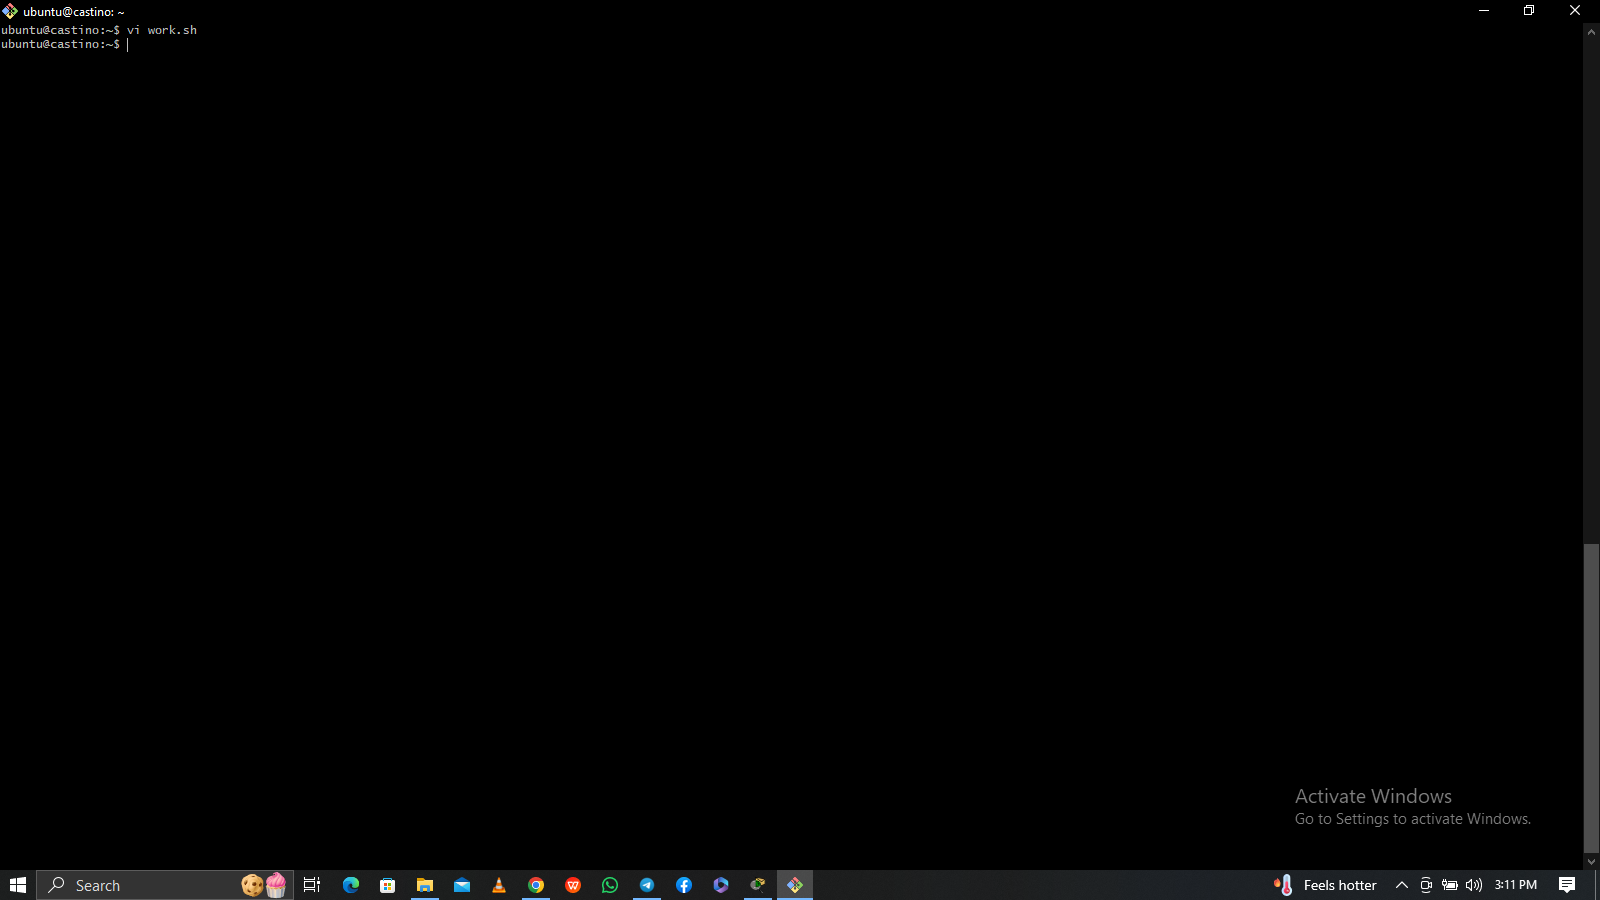 ubuntu@castino: ~
ubuntu@castino:~$ vi work.sh
ubuntu@castino:~$
Activate Windows
Go to Settings to activate Windows.
Search
Feels hotter
3:11 PM